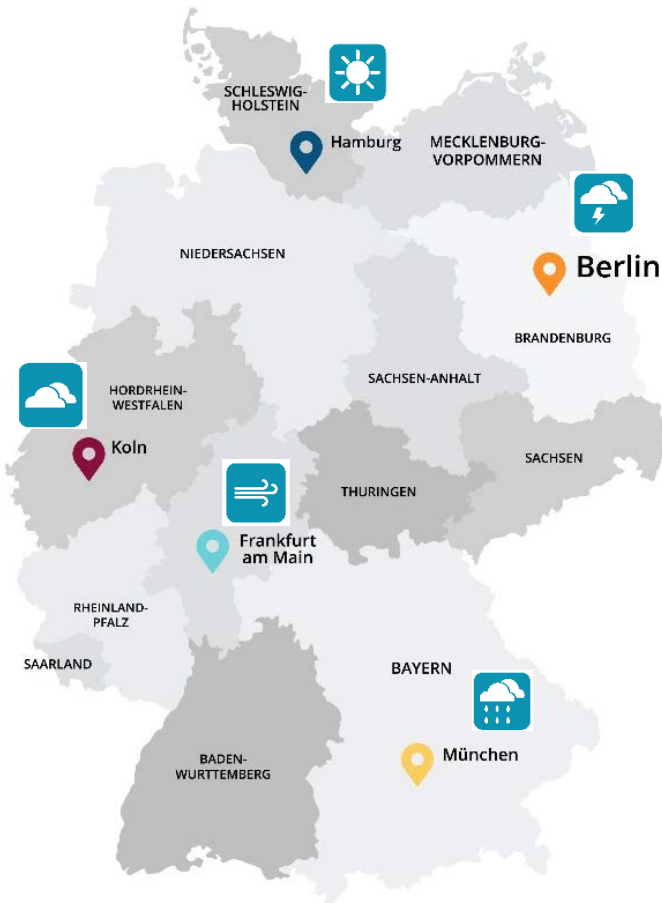 SCHLESWIG-
HOLSTEIN
Hamburg
MECKLENBURG-
VORPOMMERN
NIEDERSACHSEN
Berlin
BRANDENBURG
SACHSEN-ANHALT
HORDRHEIN-
WESTFALEN
Koln
SACHSEN
THURINGEN
Frankfurt
am Main
RHEINLAND-
PFALZ
SAARLAND
BAYERN
München
BADEN-
WURTTEMBERG